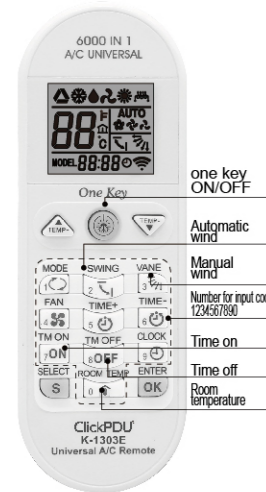 6000 IN 1
A/C UNIVERSAL
88 F C AUTO
MODEL 88:88
One Key
one key
ON/OFF
TEMP+
TEMP-
Automatic
wind
Manual
wind
MODE SWING VANE
1 2 3
Number for input cod
1234567890
FAN TIME+ TIME-
4 5 6
TM ON TM OFF CLOCK
7 ON 8 OFF 9
Time on
Time off
SELECT ROOM TEMP ENTER
S 0 OK
Room
temperature
ClickPDU®
K-1303E
Universal A/C Remote